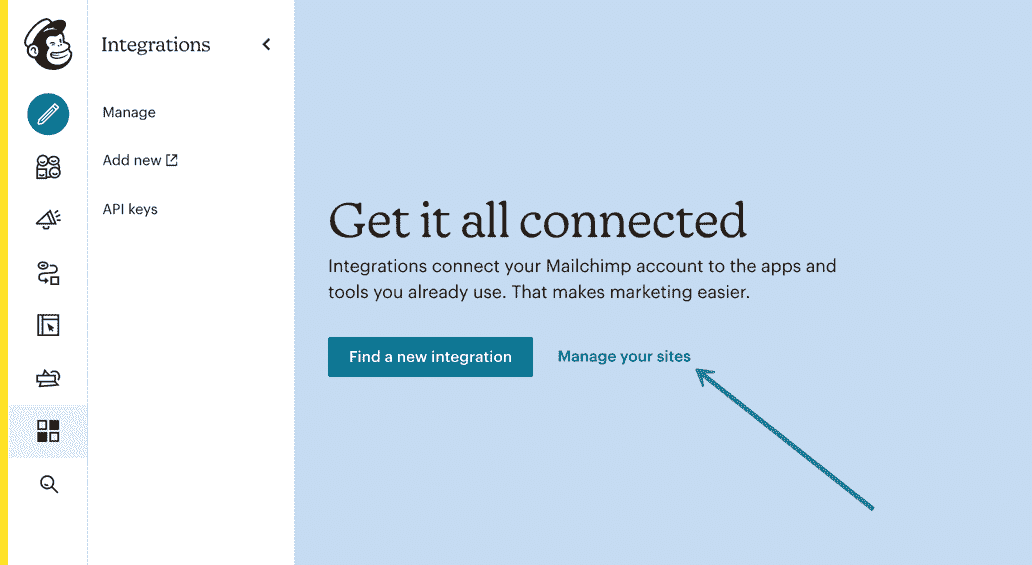 Integrations
Manage
Add new
API keys
Get it all connected
Integrations connect your Mailchimp account to the apps and
tools you already use. That makes marketing easier.
Find a new integration
Manage your sites